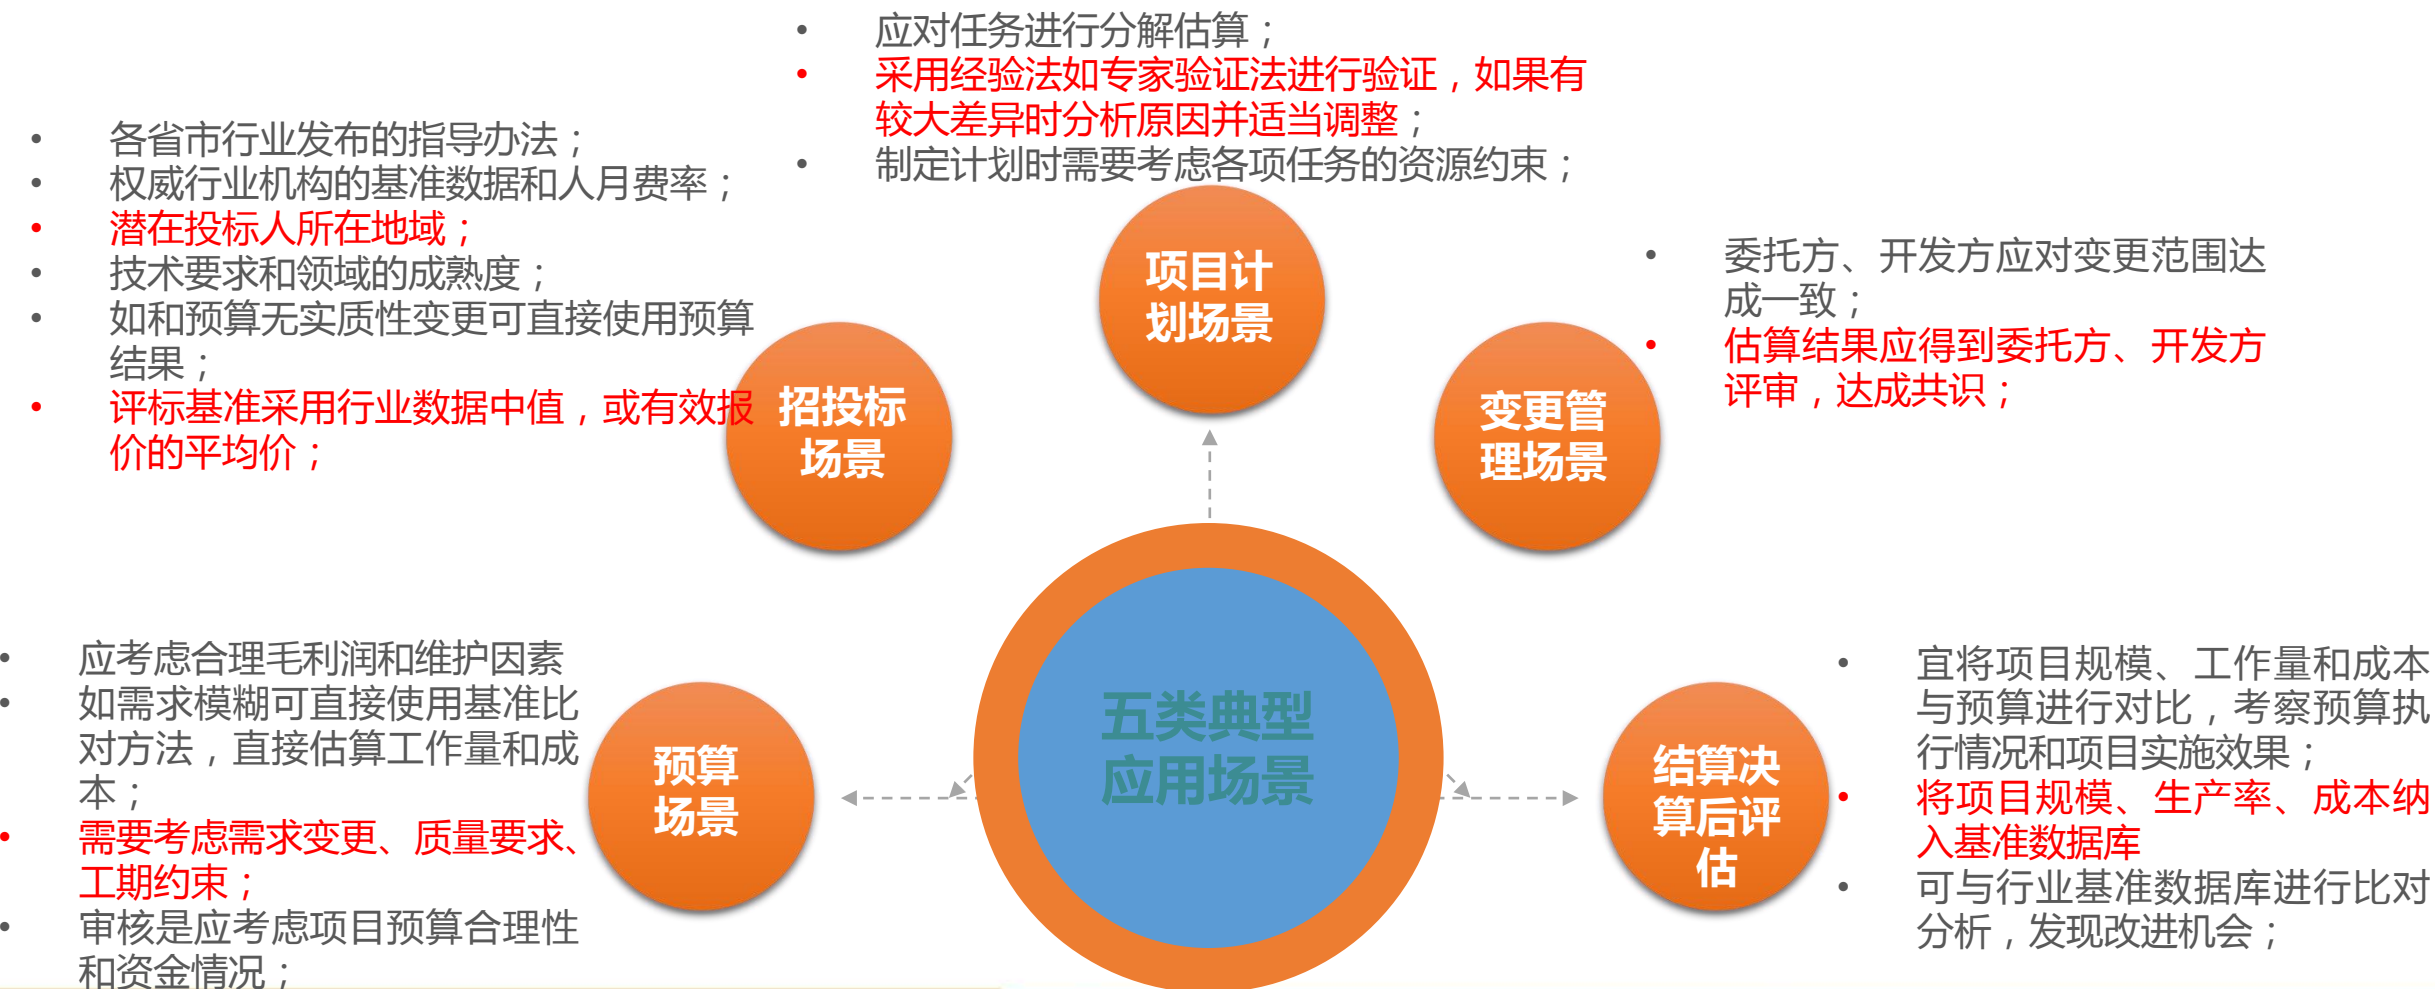 • 应对任务进行分解估算；
• 采用经验法如专家验证法进行验证，如果有
较大差异时分析原因并适当调整；
• 制定计划时需要考虑各项任务的资源约束；
• 各省市行业发布的指导办法；
• 权威行业机构的基准数据和人月费率；
• 潜在投标人所在地域；
• 技术要求和领域的成熟度；
• 如和预算无实质性变更可直接使用预算
结果；
• 评标基准采用行业数据中值，或有效报
价的平均价；
项目计
划场景
• 委托方、开发方应对变更范围达
成一致；
• 估算结果应得到委托方、开发方
评审，达成共识；
招投标
场景
变更管
理场景
• 应考虑合理毛利润和维护因素
• 如需求模糊可直接使用基准比
对方法，直接估算工作量和成
本；
• 需要考虑需求变更、质量要求、
工期约束；
• 审核是应考虑项目预算合理性
和资金情况；
预算
场景
五类典型
应用场景
结算决
算后评
估
• 宜将项目规模、工作量和成本
与预算进行对比，考察预算执
行情况和项目实施效果；
• 将项目规模、生产率、成本纳
入基准数据库
• 可与行业基准数据库进行比对
分析，发现改进机会；